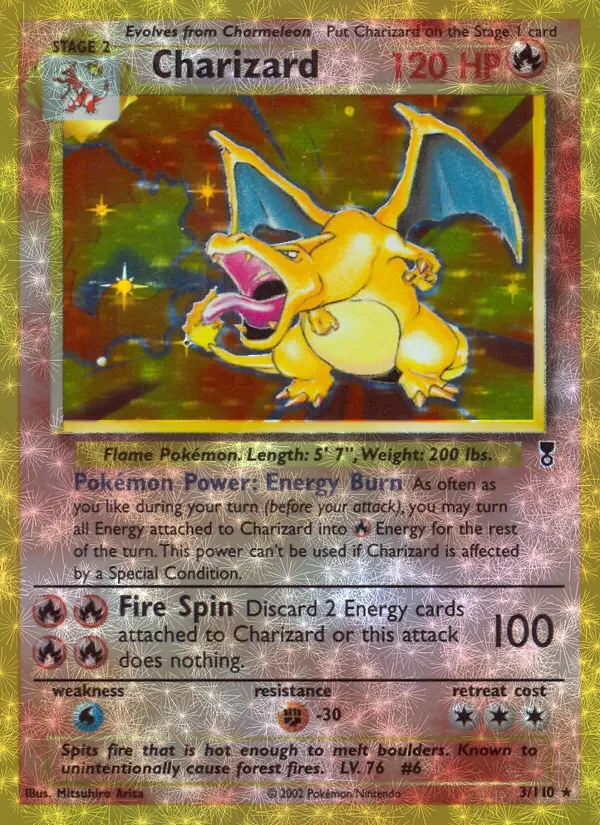 Evolves from Charmeleon Put Charizard on the Stage 1 card
STAGE 2
Charizard 120 HP
Flame Pokémon. Length: 5' 7", Weight: 200 lbs.
Pokémon Power: Energy Burn As often as
you like during your turn (before your attack), you may turn
all Energy attached to Charizard into Energy for the rest
of the turn. This power can't be used if Charizard is affected
by a Special Condition.
Fire Spin Discard 2 Energy cards
attached to Charizard or this attack
does nothing.
100
weakness resistance retreat cost
-30
Spits fire that is hot enough to melt boulders. Known to
unintentionally cause forest fires. LV. 76 #6
Illus. Mitsuhiro Arita © 2002 Pokémon/Nintendo 3/110 ★